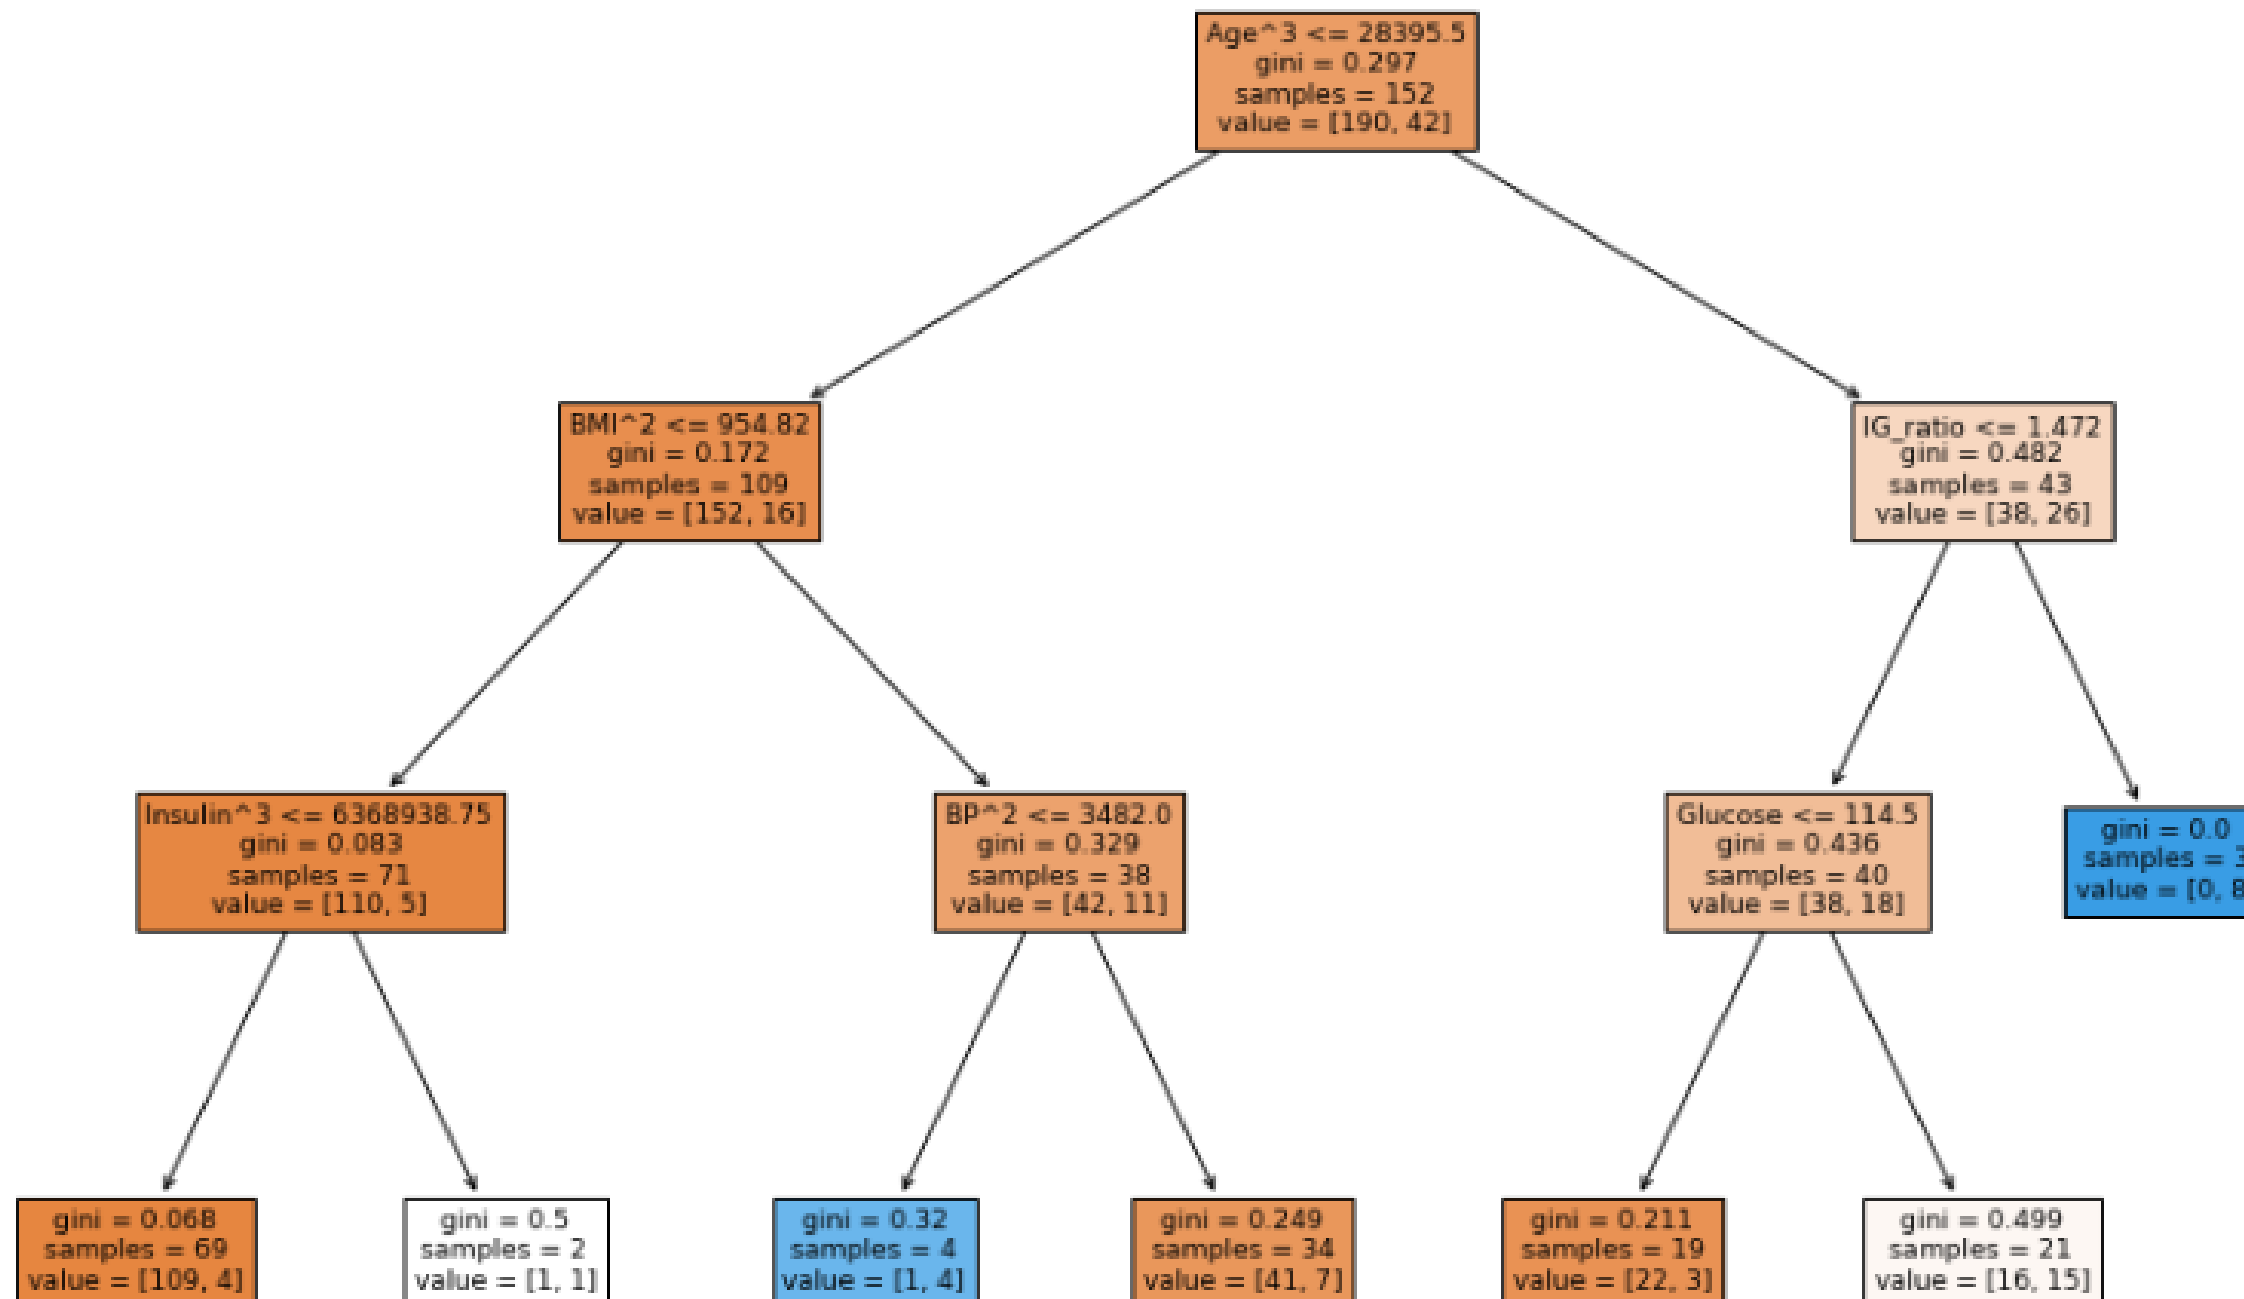 Age^3 <= 28395.5
gini = 0.297
samples = 152
value = [190, 42]
BMI^2 <= 954.82
gini = 0.172
samples = 109
value = [152, 16]
IG_ratio <= 1.472
gini = 0.482
samples = 43
value = [38, 26]
Insulin^3 <= 6368938.75
gini = 0.083
samples = 71
value = [110, 5]
BP^2 <= 3482.0
gini = 0.329
samples = 38
value = [42, 11]
Glucose <= 114.5
gini = 0.436
samples = 40
value = [38, 18]
gini = 0.0
samples = 3
value = [0, 8
gini = 0.068
samples = 69
value = [109, 4]
gini = 0.5
samples = 2
value = [1, 1]
gini = 0.32
samples = 4
value = [1, 4]
gini = 0.249
samples = 34
value = [41, 7]
gini = 0.211
samples = 19
value = [22, 3]
gini = 0.499
samples = 21
value = [16, 15]